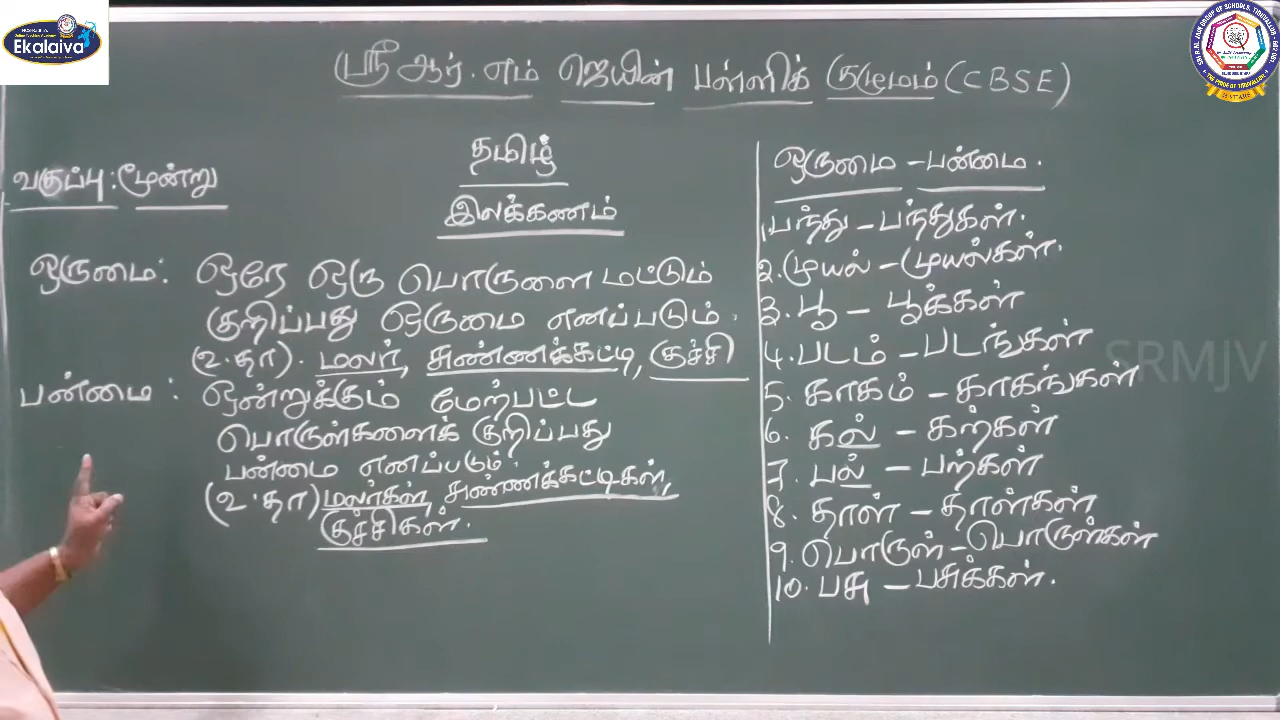 Ekalaiva
ஸ்ரீ ஆர். எம் ஜெயின் பள்ளிக் குழுமம் (CBSE)
தமிழ்
வகுப்பு : மூன்று
இலக்கணம்
ஒருமை : ஒரே ஒரு பொருளை மட்டும்
குறிப்பது ஒருமை எனப்படும்.
(உ.தா). மலர், சுண்ணக்கட்டி, குச்சி
பன்மை : ஒன்றுக்கும் மேற்பட்ட
பொருள்களைக் குறிப்பது
பன்மை எனப்படும்.
(உ.தா) மலர்கள், சுண்ணக்கட்டிகள்,
குச்சிகள்.
ஒருமை - பன்மை.
1. பந்து - பந்துகள்.
2. முயல் - முயல்கள்.
3. பூ - பூக்கள்
4. படம் - படங்கள்
5. காகம் - காகங்கள்
6. கல் - கற்கள்
7. பல் - பற்கள்
8. தாள் - தாள்கள்
9. பொருள் - பொருள்கள்
10. பசு - பசுக்கள்.
SRMJV